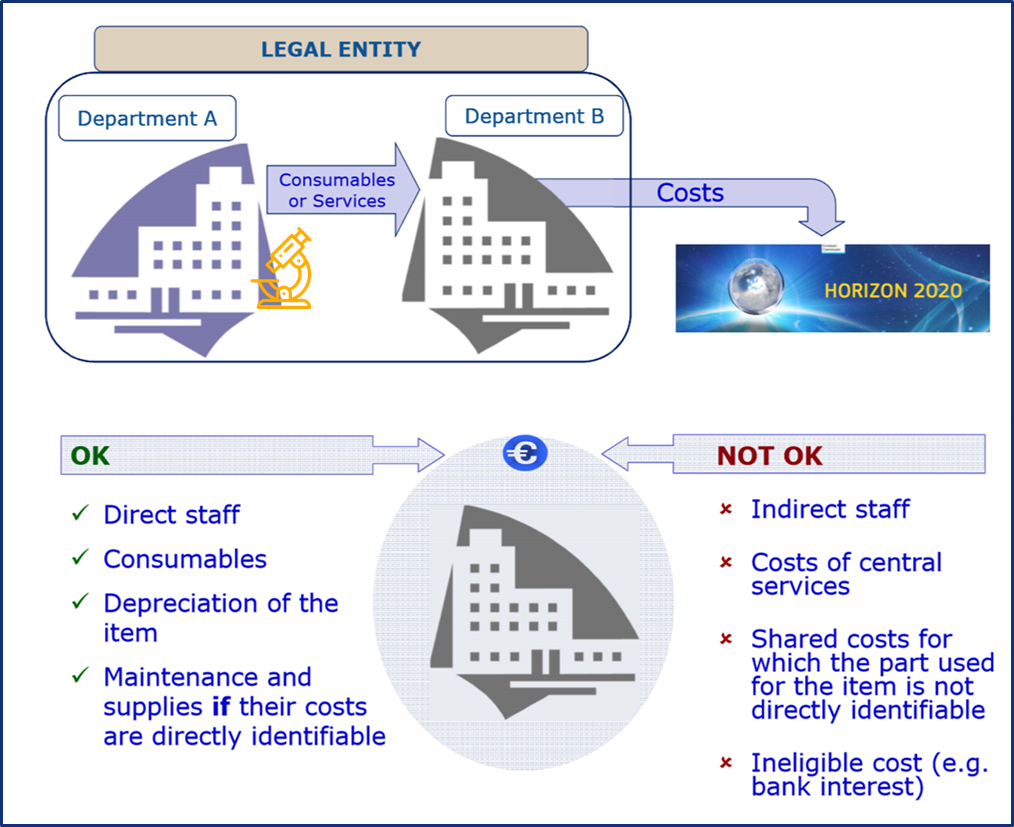 LEGAL ENTITY
Department A
Department B
Consumables
or Services
Costs
HORIZON 2020
€
OK
NOT OK
✓ Direct staff
✓ Consumables
✓ Depreciation of the
item
✓ Maintenance and
supplies if their costs
are directly identifiable
✘ Indirect staff
✘ Costs of central
services
✘ Shared costs for
which the part used
for the item is not
directly identifiable
✘ Ineligible cost (e.g.
bank interest)